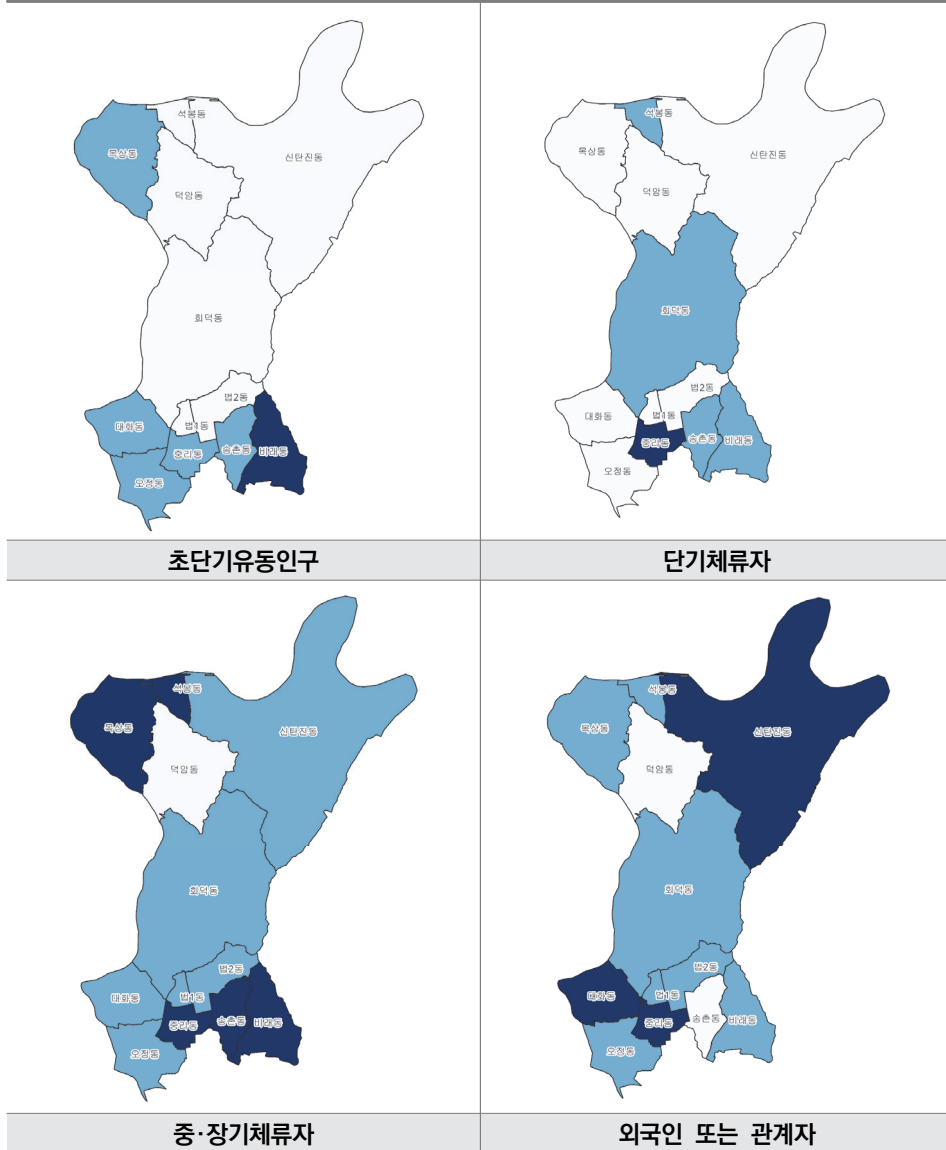 석봉동
목상동
신탄진동
덕암동
회덕동
법2동
대화동
법1동
중리동
송촌동
비래동
오정동
초단기유동인구
석봉동
목상동
신탄진동
덕암동
회덕동
법2동
대화동
법1동
중리동
송촌동
비래동
오정동
단기체류자
석봉동
목상동
신탄진동
덕암동
회덕동
법2동
대화동
법1동
중리동
송촌동
비래동
오정동
중·장기체류자
석봉동
목상동
신탄진동
덕암동
회덕동
법2동
대화동
법1동
중리동
송촌동
비래동
오정동
외국인 또는 관계자